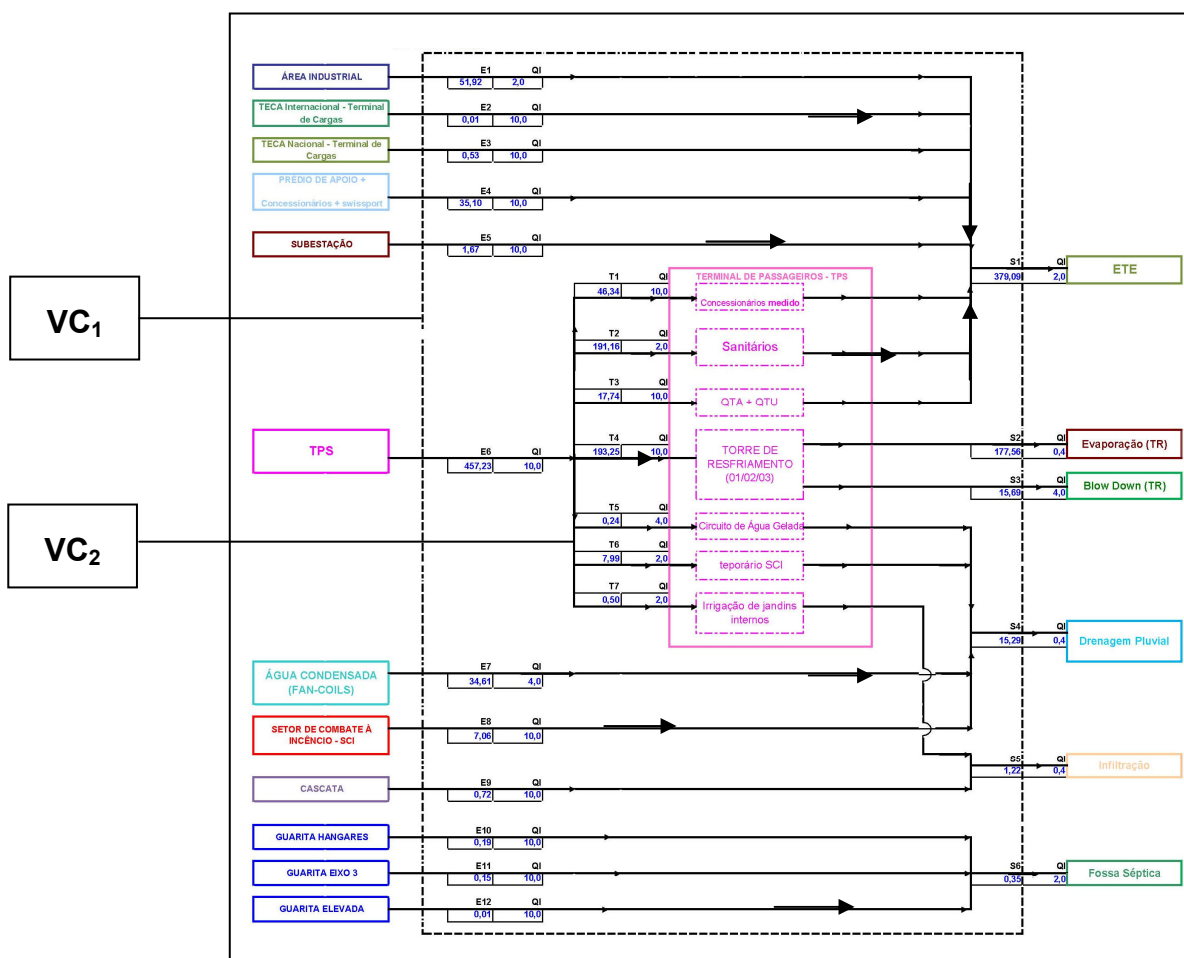 VC1
VC2
ÁREA INDUSTRIAL
E1 QI
51,92 2,0
TECA Internacional - Terminal
de Cargas
E2 QI
0,01 10,0
TECA Nacional - Terminal de
Cargas
E3 QI
0,53 10,0
PRÉDIO DE APOIO +
Concessionários + swissport
E4 QI
35,10 10,0
SUBESTAÇÃO
E5 QI
1,67 10,0
TPS
E6 QI
457,23 10,0
TERMINAL DE PASSAGEIROS - TPS
T1 QI
46,34 10,0
Concessionários medido
T2 QI
191,16 2,0
Sanitários
T3 QI
17,74 10,0
QTA + QTU
T4 QI
193,25 10,0
TORRE DE
RESFRIAMENTO
(01/02/03)
T5 QI
0,24 4,0
Circuito de Água Gelada
T6 QI
7,99 2,0
teporário SCI
T7 QI
0,50 2,0
Irrigação de jandins
internos
S1 QI
379,09 2,0
ETE
S2 QI
177,56 0,4
Evaporação (TR)
S3 QI
15,69 4,0
Blow Down (TR)
S4 QI
15,29 0,4
Drenagem Pluvial
ÁGUA CONDENSADA
(FAN-COILS)
E7 QI
34,61 4,0
SETOR DE COMBATE À
INCÊNCIO - SCI
E8 QI
7,06 10,0
CASCATA
E9 QI
0,72 10,0
S5 QI
1,22 0,4
Infiltração
GUARITA HANGARES
E10 QI
0,19 10,0
GUARITA EIXO 3
E11 QI
0,15 10,0
GUARITA ELEVADA
E12 QI
0,01 10,0
S6 QI
0,35 2,0
Fossa Séptica